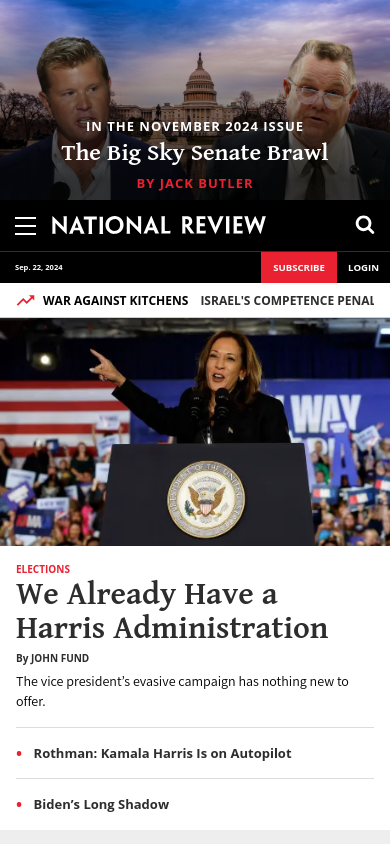 IN THE NOVEMBER 2024 ISSUE
The Big Sky Senate Brawl
BY JACK BUTLER
NATIONAL REVIEW
Sep. 22, 2024
SUBSCRIBE
LOGIN
WAR AGAINST KITCHENS ISRAEL'S COMPETENCE PENAL
WAY
ELECTIONS
We Already Have a
Harris Administration
By JOHN FUND
The vice president’s evasive campaign has nothing new to
offer.
Rothman: Kamala Harris Is on Autopilot
Biden’s Long Shadow